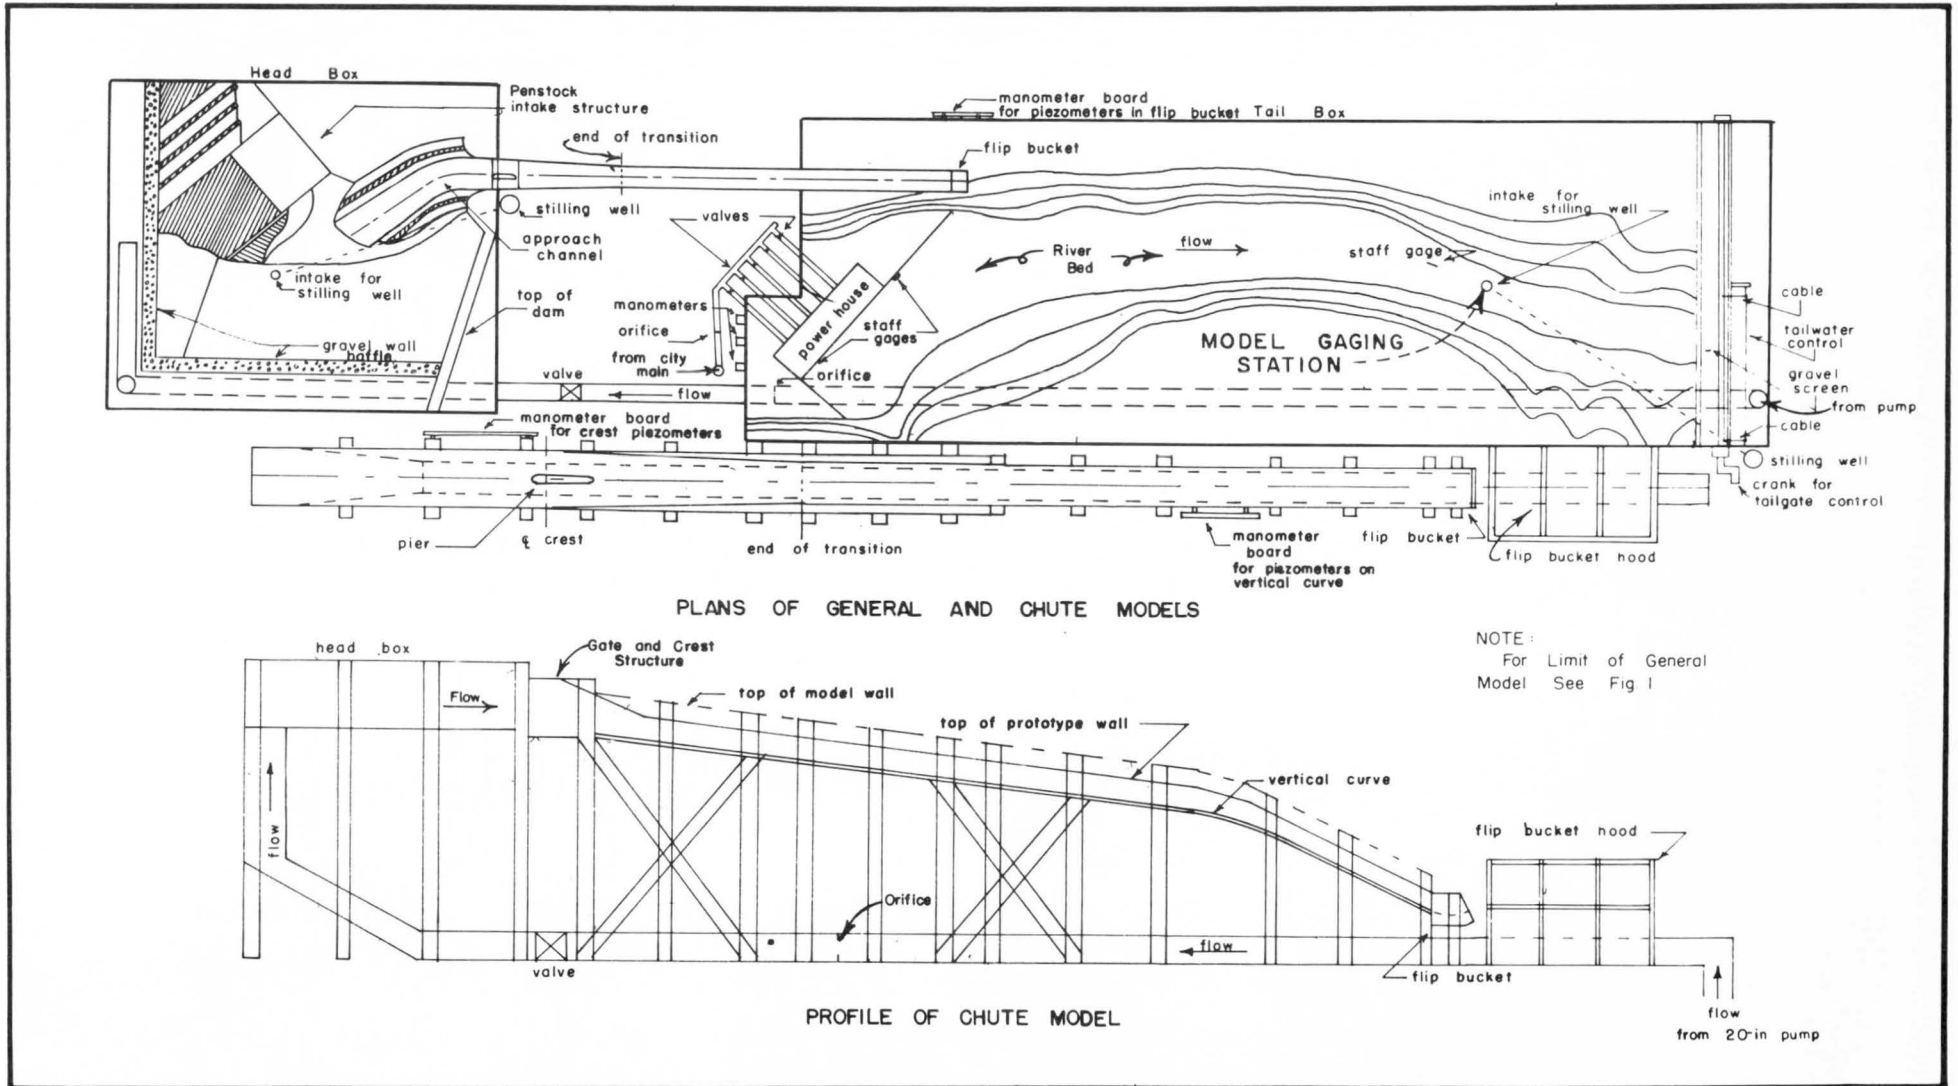 Head Box
Penstock
intake structure
end of transition
manometer board
for piezometers in flip bucket
Tail Box
flip bucket
stilling well
valves
intake for
stilling well
approach
channel
River
Bed
flow
staff gage
intake for
stilling well
top of
dam
manometers
orifice
power house
staff
gages
cable
tailwater
control
gravel wall
baffle
from city
main
MODEL GAGING
STATION
valve
orifice
gravel
screen
flow
from pump
manometer board
for crest piezometers
cable
stilling well
crank for
tailgate control
pier
℄ crest
end of transition
manometer
board
for piezometers on
vertical curve
flip bucket
flip bucket hood
PLANS OF GENERAL AND CHUTE MODELS
NOTE:
For Limit of General
Model See Fig 1
head box
Gate and Crest
Structure
Flow
top of model wall
top of prototype wall
vertical curve
flip bucket hood
flow
Orifice
flow
valve
flip bucket
PROFILE OF CHUTE MODEL
flow
from 20-in pump